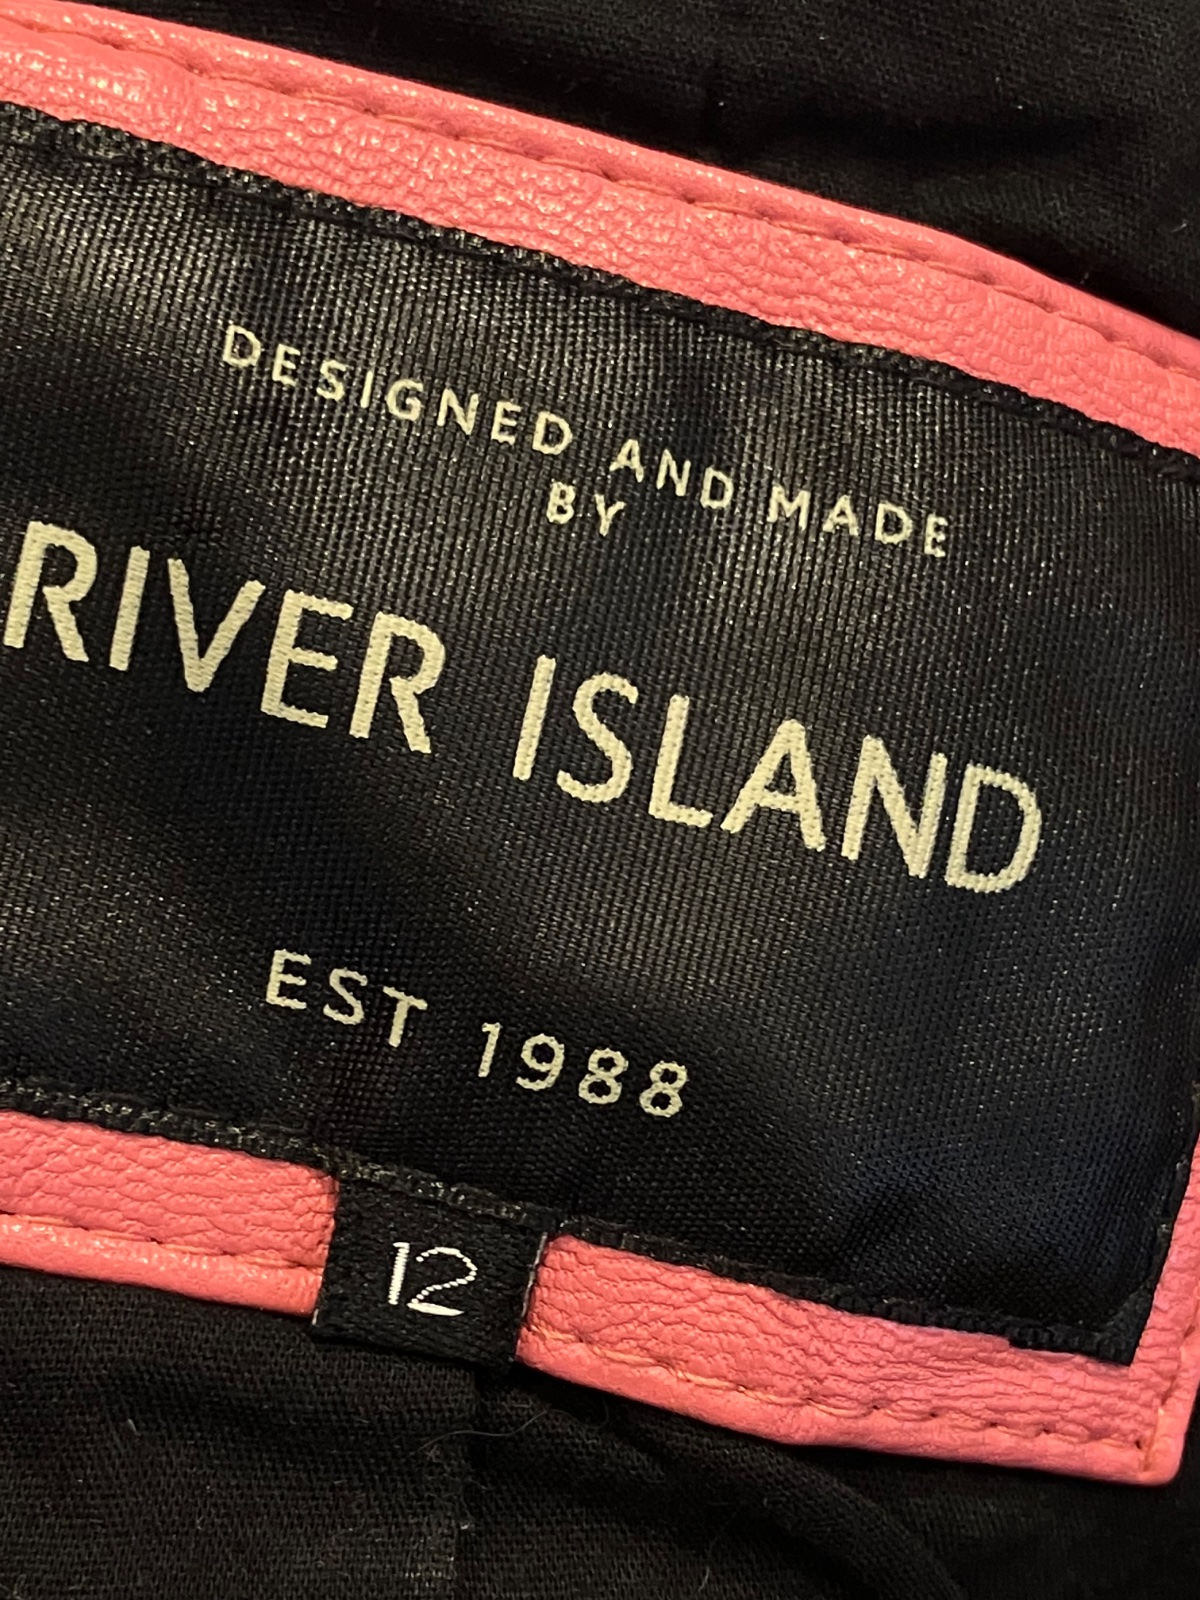 DESIGNED AND MADE
BY
RIVER ISLAND
EST 1988
12